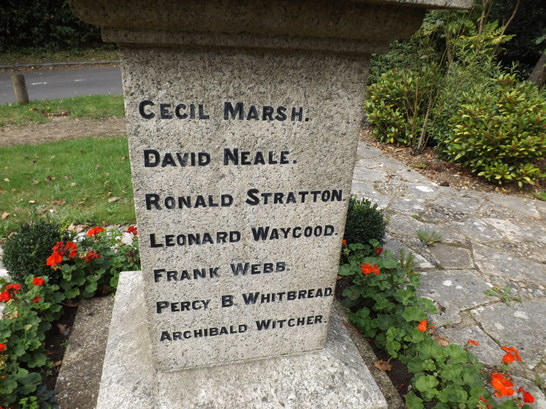 CECIL MARSH.
DAVID NEALE.
RONALD STRATTON.
LEONARD WAYGOOD.
FRANK WEBB.
PERCY B. WHITBREAD
ARCHIBALD WITCHER.